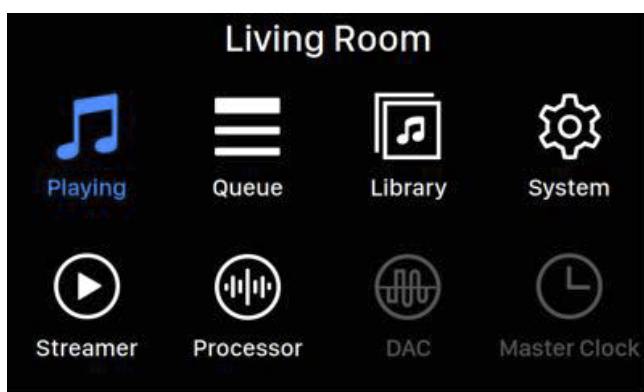 Living Room
Playing Queue Library System
Streamer Processor DAC Master Clock